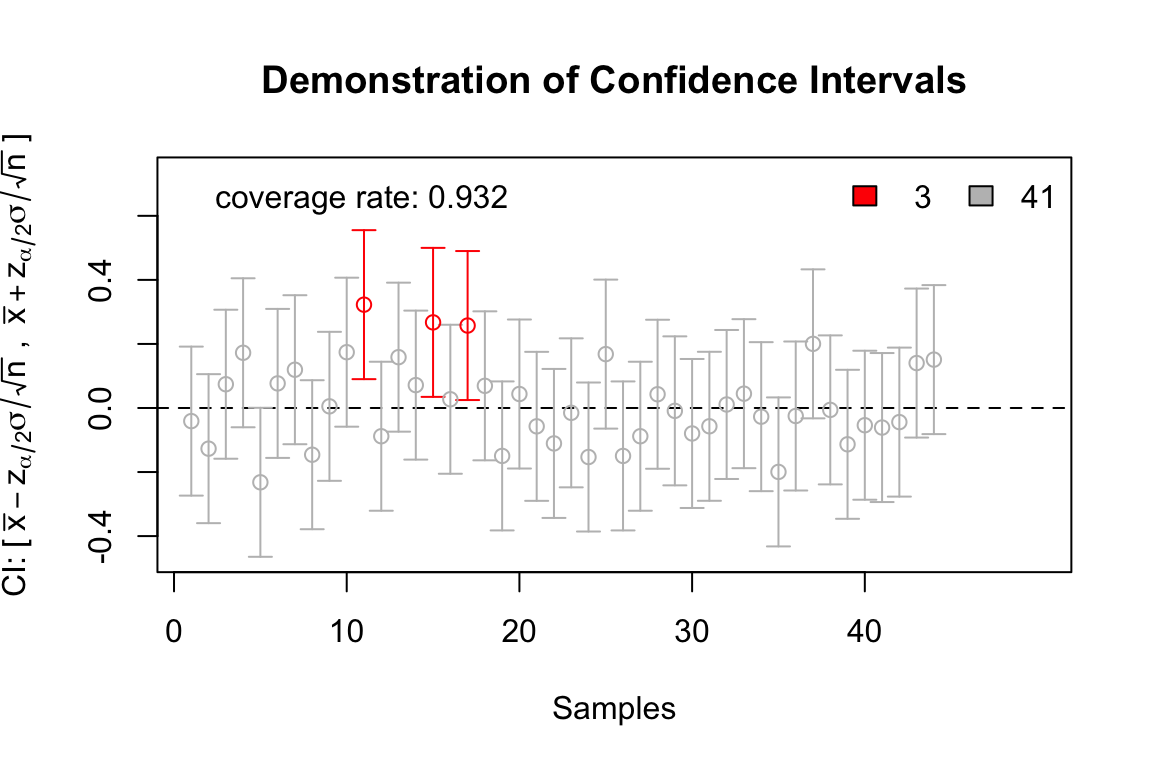 Demonstration of Confidence Intervals
CI: [ x̅ − z_{α/2}σ/√n , x̅ + z_{α/2}σ/√n ]
coverage rate: 0.932
3
41
0.4
0.0
-0.4
0
10
20
30
40
Samples